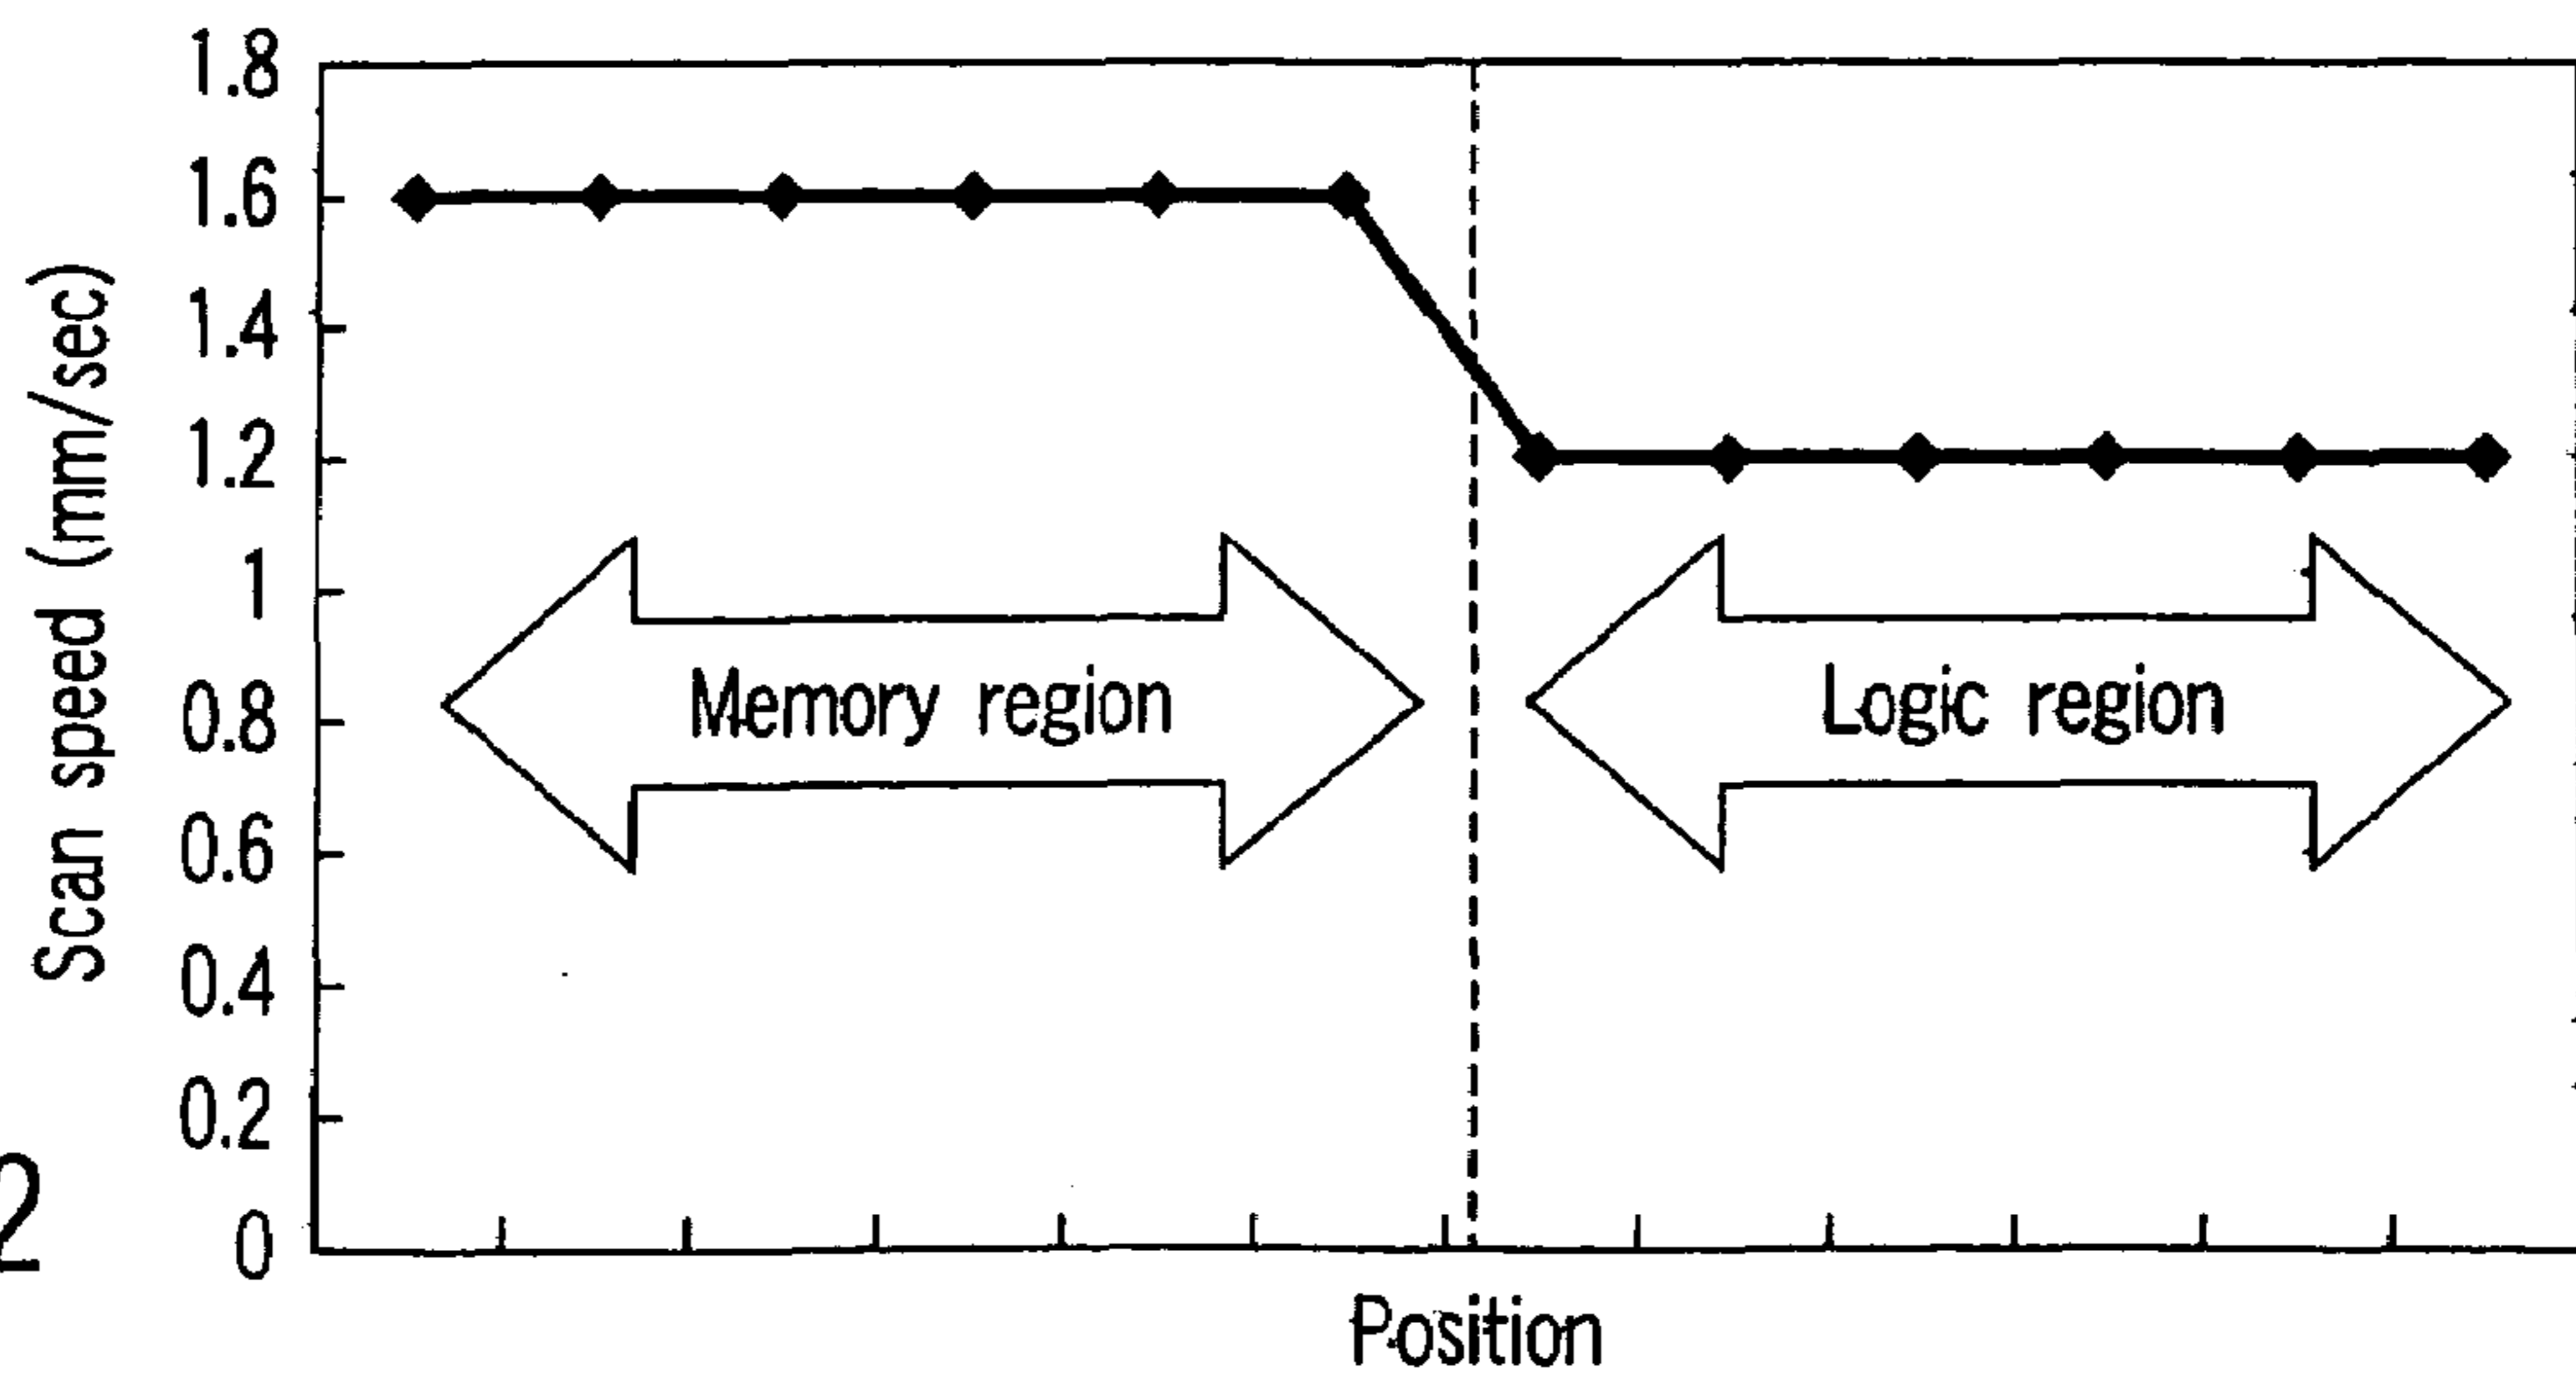 Scan speed (mm/sec)
1.8
1.6
1.4
1.2
1
0.8
0.6
0.4
0.2
0
Memory region
Logic region
Position
2